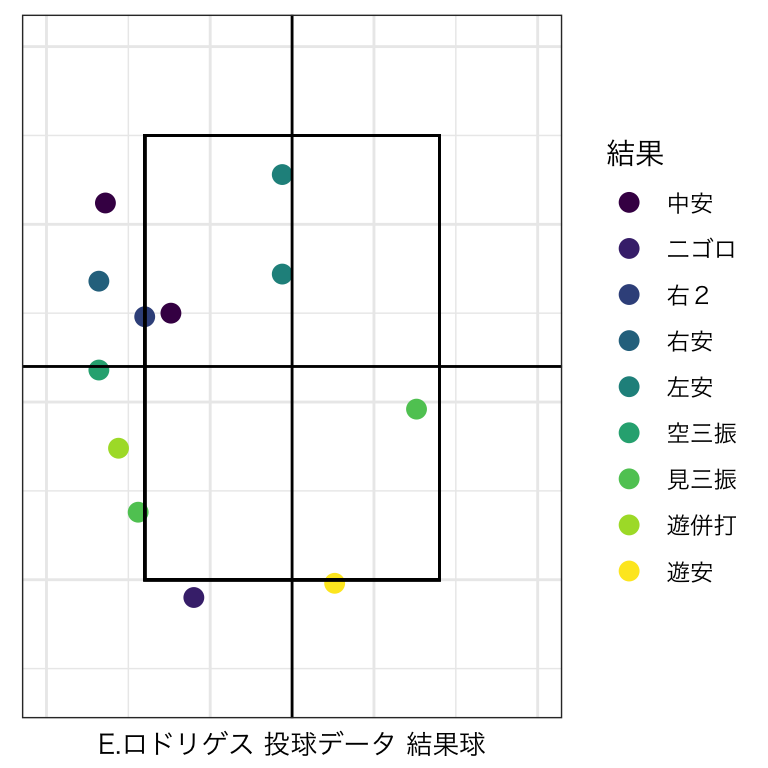 結果
中安
二ゴロ
右２
右安
左安
空三振
見三振
遊併打
遊安
E.ロドリゲス 投球データ 結果球